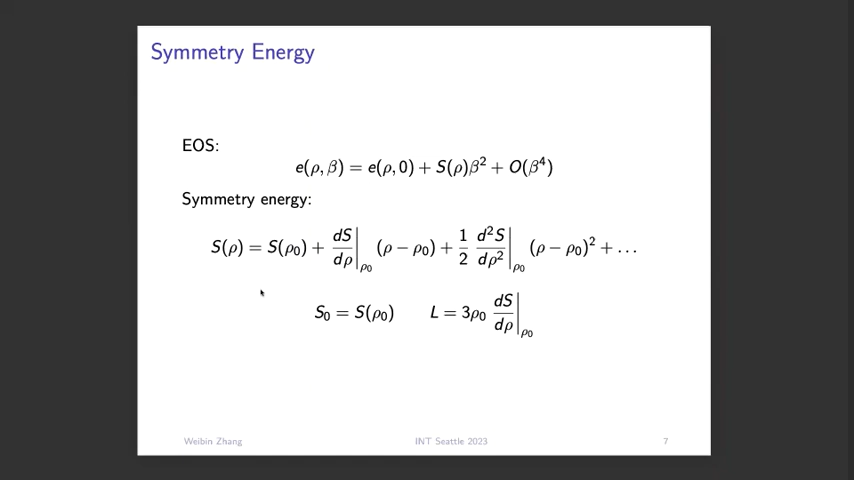 Symmetry Energy
EOS:
e(ρ, β) = e(ρ, 0) + S(ρ)β² + O(β⁴)
Symmetry energy:
S(ρ) = S(ρ₀) + dS/dρ|ρ₀ (ρ − ρ₀) + 1/2 d²S/dρ²|ρ₀ (ρ − ρ₀)² + . . .
S₀ = S(ρ₀) L = 3ρ₀ dS/dρ|ρ₀
Weibin Zhang INT Seattle 2023 7